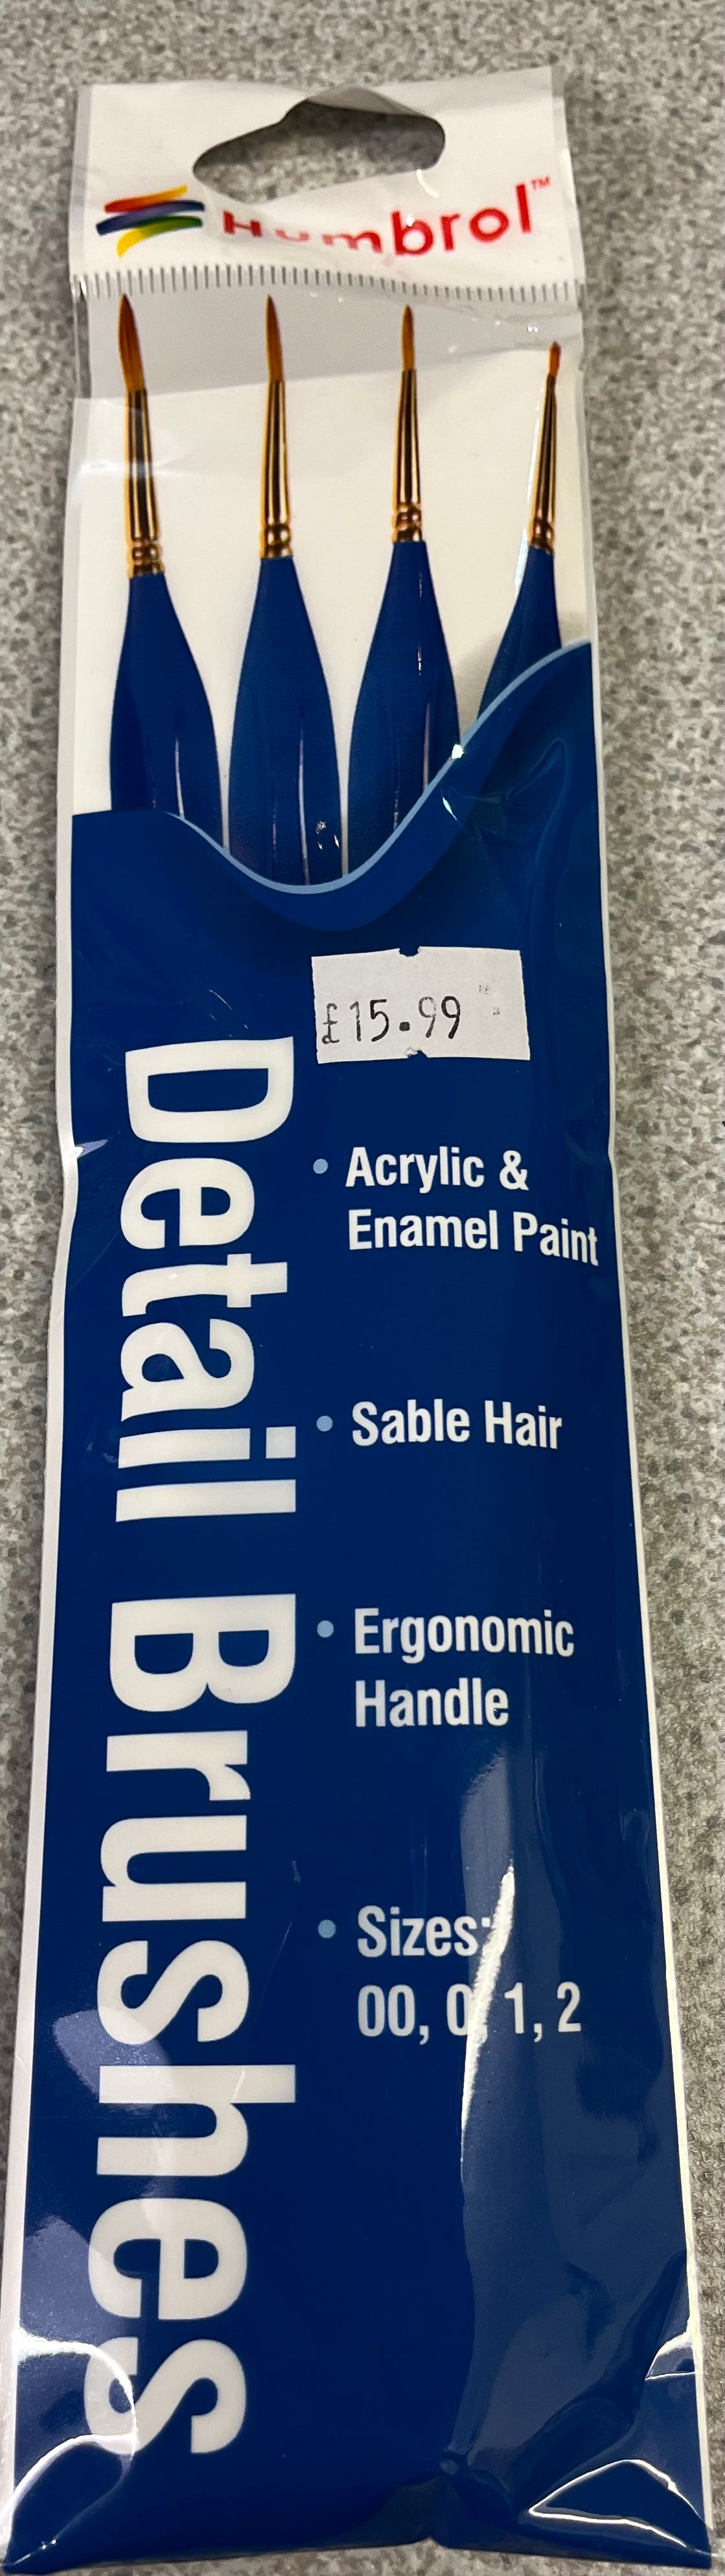 Humbrol™
£15.99
Detail Brushes
• Acrylic &
Enamel Paint
• Sable Hair
• Ergonomic
Handle
• Sizes:
00, 0, 1, 2